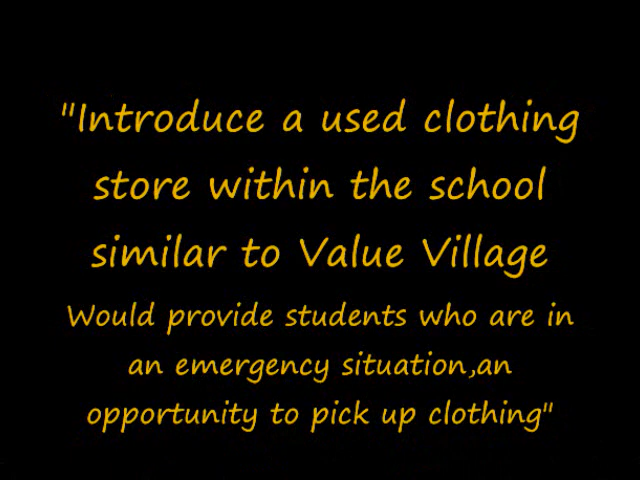 "Introduce a used clothing
store within the school
similar to Value Village
Would provide students who are in
an emergency situation,an
opportunity to pick up clothing"